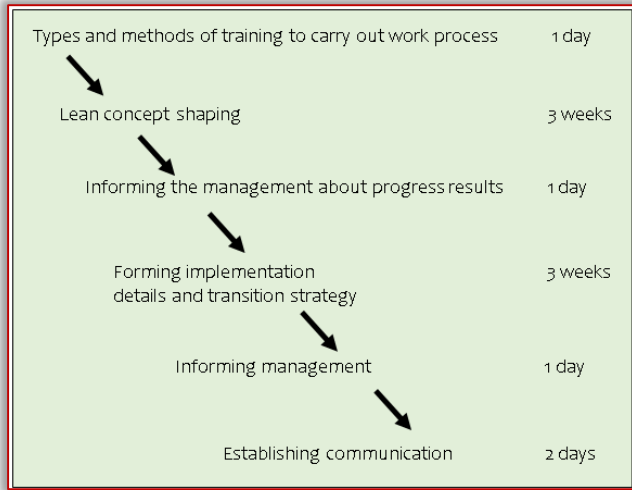 Types and methods of training to carry out work process 1 day
Lean concept shaping 3 weeks
Informing the management about progress results 1 day
Forming implementation 3 weeks
details and transition strategy
Informing management 1 day
Establishing communication 2 days